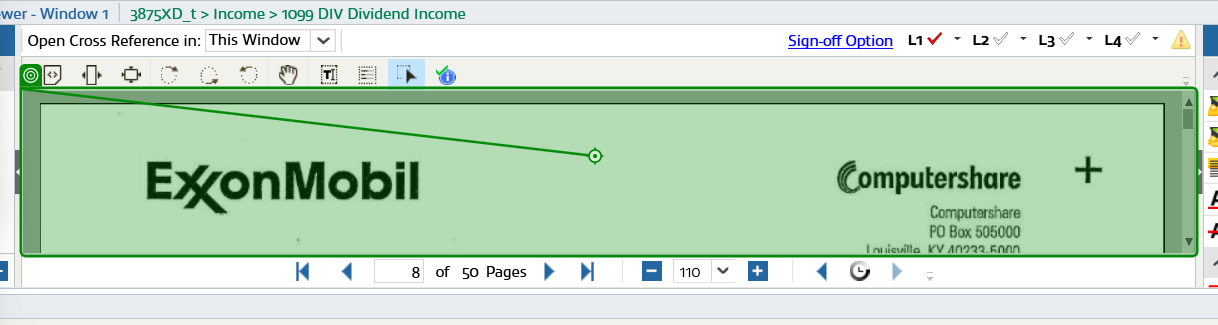 ewer - Window 1 3875XD_t > Income > 1099 DIV Dividend Income
Open Cross Reference in: This Window Sign-off Option L1 L2 L3 L4
ExxonMobil
Computershare
Computershare
PO Box 505000
Louisville, KY 40233-5000
8 of 50 Pages 110